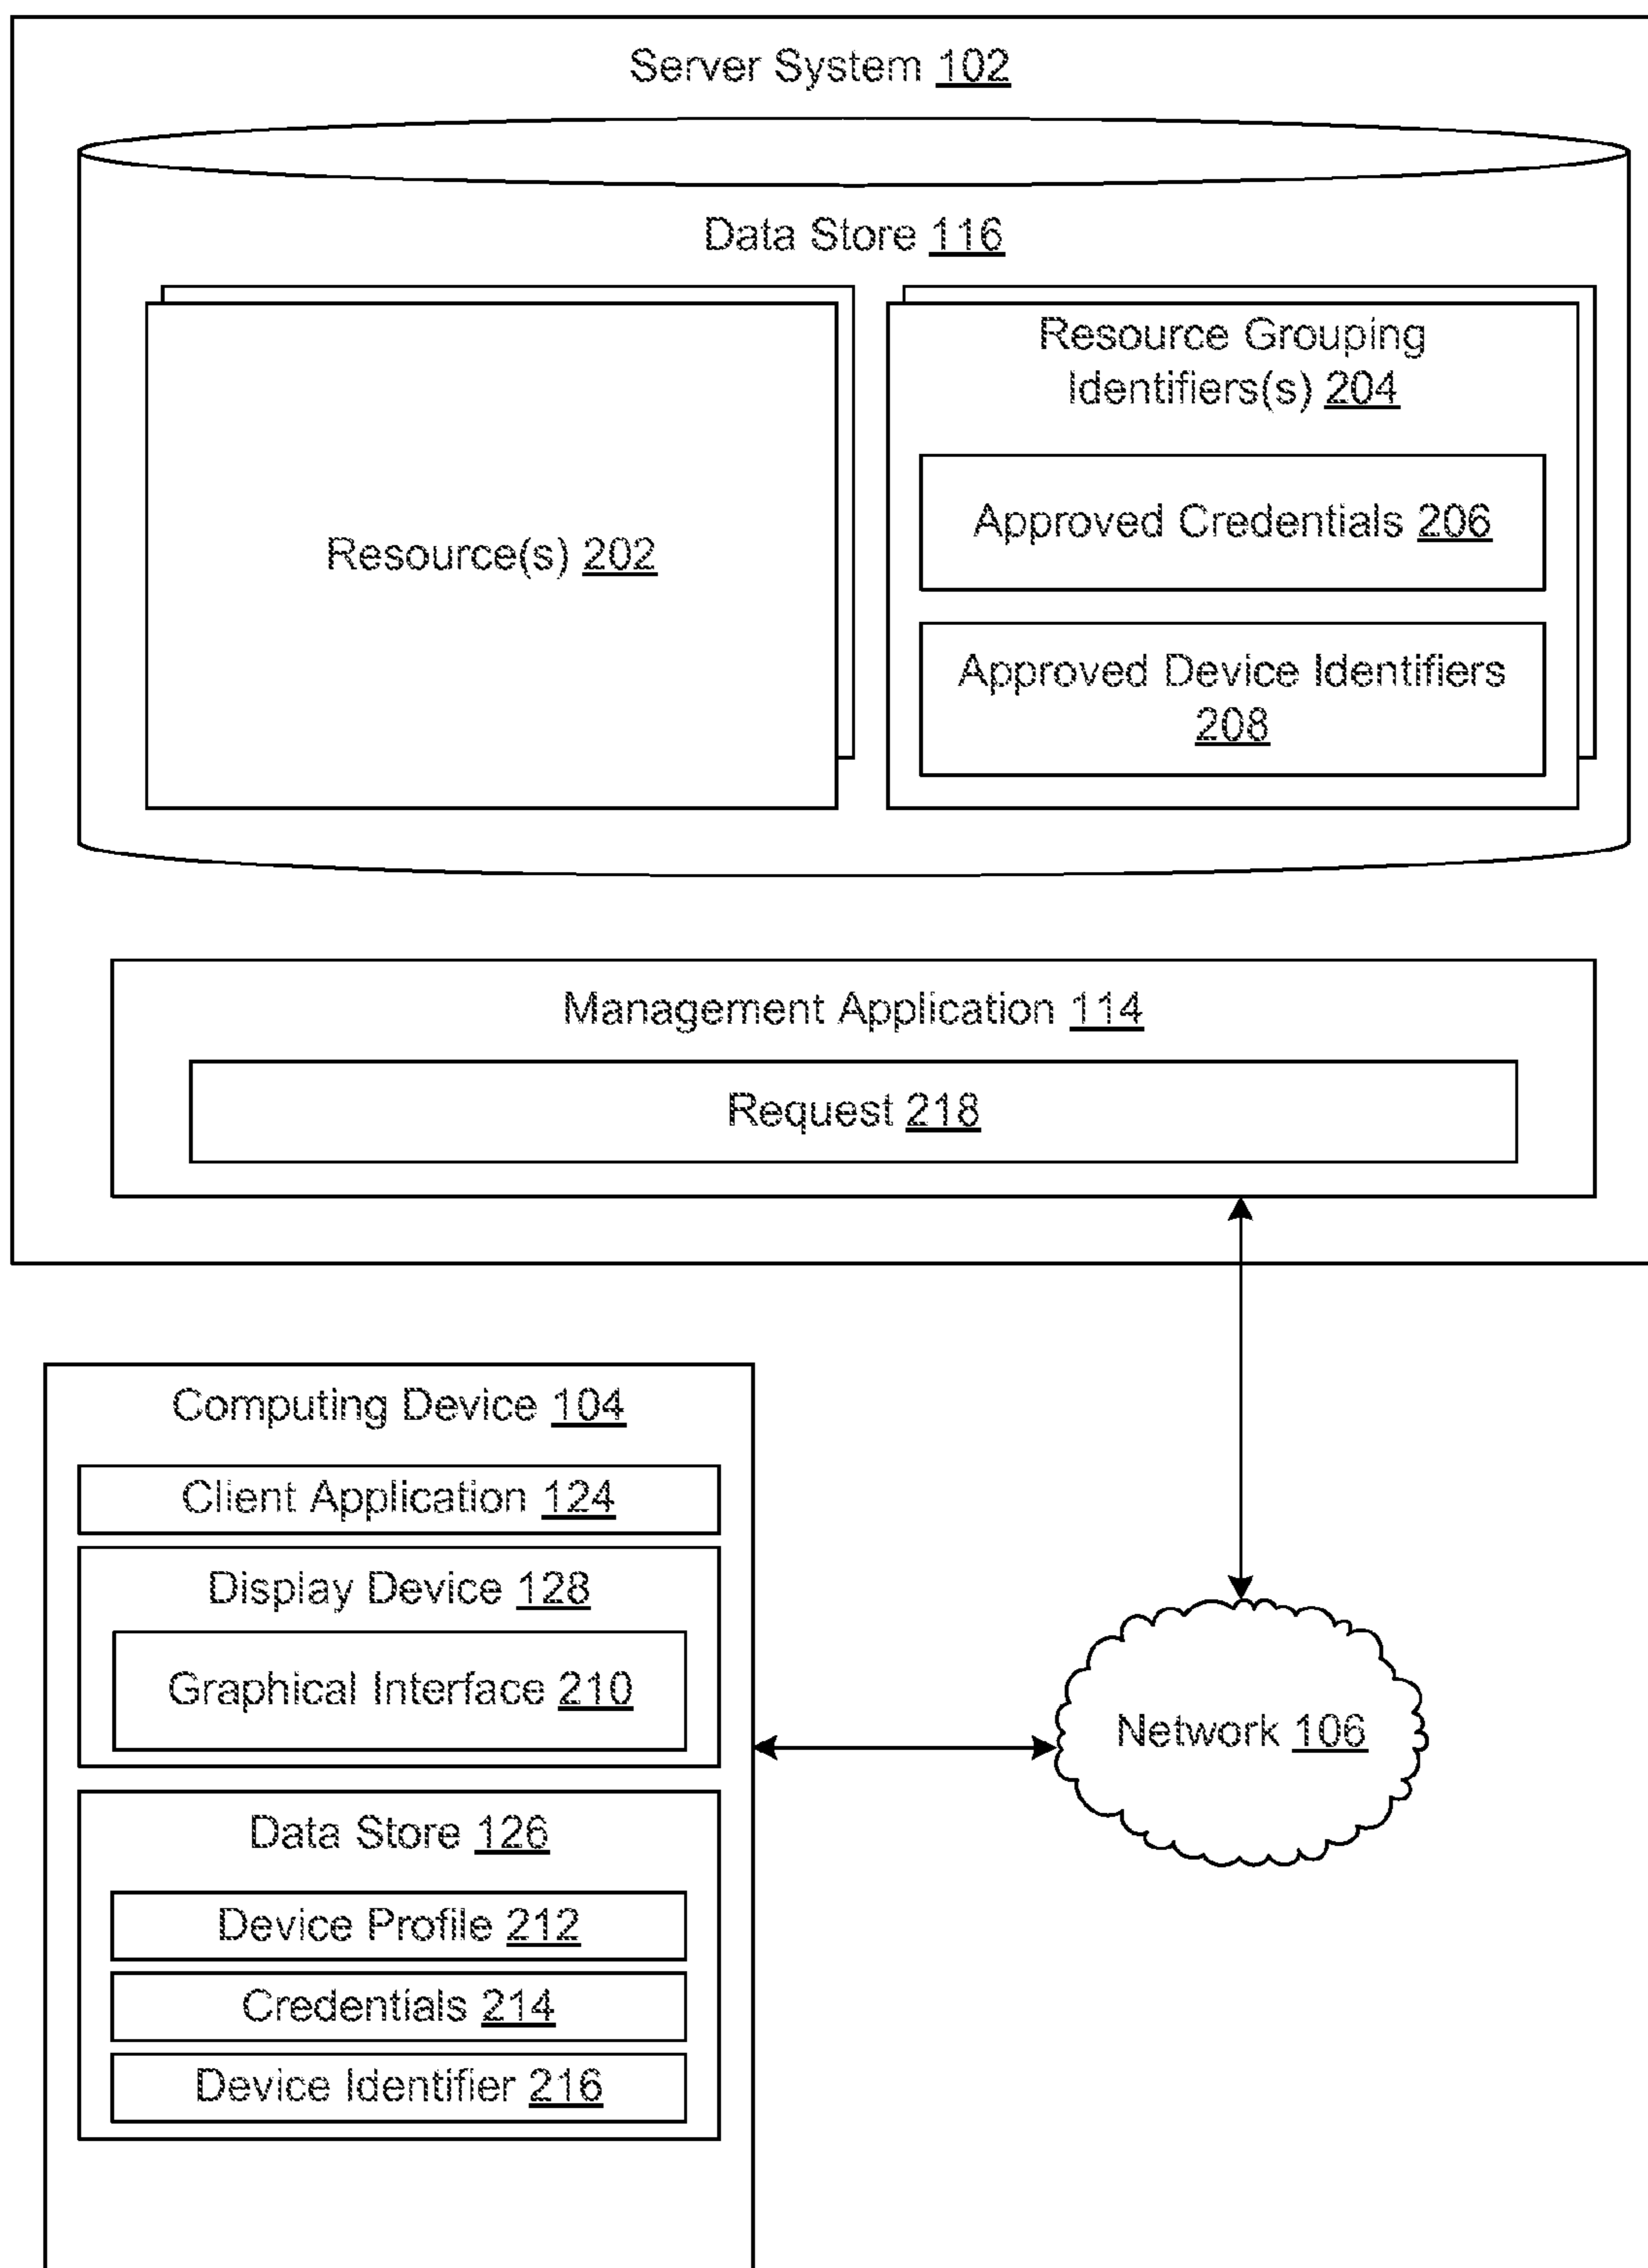 Server System 102
Data Store 116
Resource(s) 202
Resource Grouping
Identifiers(s) 204
Approved Credentials 206
Approved Device Identifiers
208
Management Application 114
Request 218
Computing Device 104
Client Application 124
Display Device 128
Graphical Interface 210
Network 106
Data Store 126
Device Profile 212
Credentials 214
Device Identifier 216